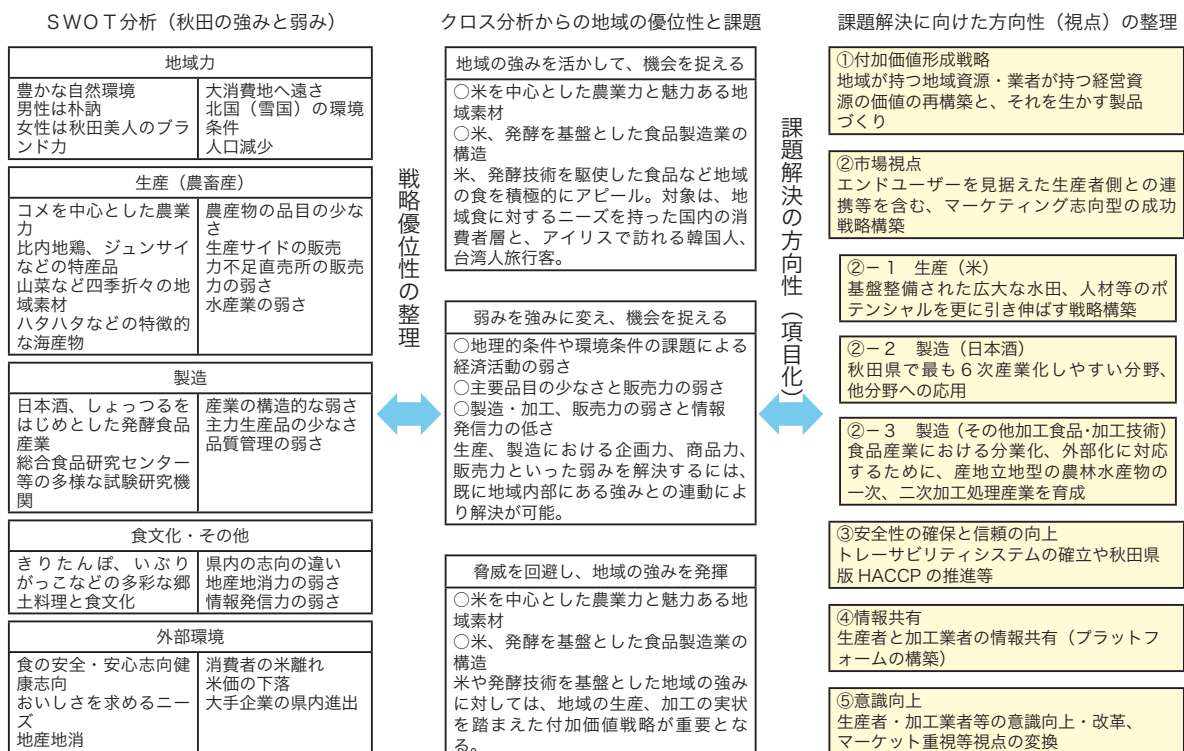 SWOT分析（秋田の強みと弱み）
地域力
豊かな自然環境
男性は朴訥
女性は秋田美人のブラ
ンド力
大消費地へ遠さ
北国（雪国）の環境
条件
人口減少
生産（農畜産）
コメを中心とした農業
力
比内地鶏、ジュンサイ
などの特産品
山菜など四季折々の地
域素材
ハタハタなどの特徴的
な海産物
農産物の品目の少な
さ
生産サイドの販売
力不足直売所の販売
力の弱さ
水産業の弱さ
製造
日本酒、しょっつるを
はじめとした発酵食品
産業
総合食品研究センター
等の多様な試験研究機
関
産業の構造的な弱さ
主力生産品の少なさ
品質管理の弱さ
食文化・その他
きりたんぽ、いぶり
がっこなどの多彩な郷
土料理と食文化
県内の志向の違い
地産地消力の弱さ
情報発信力の弱さ
外部環境
食の安全・安心志向健
康志向
おいしさを求めるニー
ズ
地産地消
消費者の米離れ
米価の下落
大手企業の県内進出
戦略優位性の整理
クロス分析からの地域の優位性と課題
地域の強みを活かして、機会を捉える
○米を中心とした農業力と魅力ある地
域素材
○米、発酵を基盤とした食品製造業の
構造
米、発酵技術を駆使した食品など地域
の食を積極的にアピール。対象は、地
域食に対するニーズを持った国内の消
費者層と、アイリスで訪れる韓国人、
台湾人旅行客。
弱みを強みに変え、機会を捉える
○地理的条件や環境条件の課題による
経済活動の弱さ
○主要品目の少なさと販売力の弱さ
○製造・加工、販売力の弱さと情報
発信力の低さ
生産、製造における企画力、商品力、
販売力といった弱みを解決するには、
既に地域内部にある強みとの連動によ
り解決が可能。
脅威を回避し、地域の強みを発揮
○米を中心とした農業力と魅力ある地
域素材
○米、発酵を基盤とした食品製造業の
構造
米や発酵技術を基盤とした地域の強み
に対しては、地域の生産、加工の実状
を踏まえた付加価値戦略が重要とな
る。
課題解決の方向性（項目化）
課題解決に向けた方向性（視点）の整理
①付加価値形成戦略
地域が持つ地域資源・業者が持つ経営資
源の価値の再構築と、それを生かす製品
づくり
②市場視点
エンドユーザーを見据えた生産者側との連
携等を含む、マーケティング志向型の成功
戦略構築
②－１　生産（米）
基盤整備された広大な水田、人材等のポ
テンシャルを更に引き伸ばす戦略構築
②－２　製造（日本酒）
秋田県で最も６次産業化しやすい分野、
他分野への応用
②－３　製造（その他加工食品・加工技術）
食品産業における分業化、外部化に対応
するために、産地立地型の農林水産物の
一次、二次加工処理産業を育成
③安全性の確保と信頼の向上
トレーサビリティシステムの確立や秋田県
版 HACCP の推進等
④情報共有
生産者と加工業者の情報共有（プラットフ
ォームの構築）
⑤意識向上
生産者・加工業者等の意識向上・改革、
マーケット重視等視点の変換